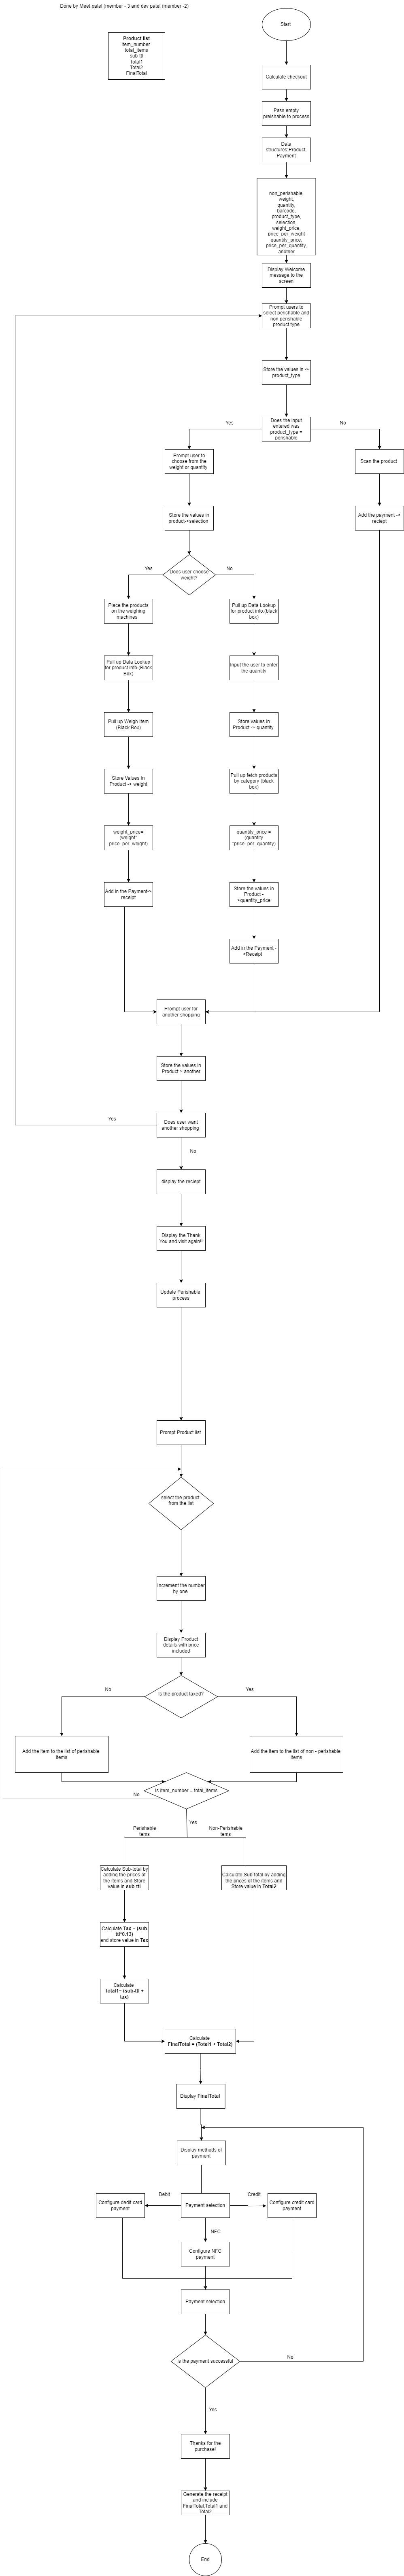 Done by Meet patel (member - 3 and dev patel (member -2)
Product list
item_number
total_items
sub-ttl
Total1
Total2
FinalTotal
Start
Calculate checkout
Pass empty
preishable to process
Data
structures Product,
Payment
non_perishable,
weight,
quantity,
barcode,
product_type,
selection,
weight_price,
price_per_weight
quantity_price,
price_per_quantity,
another
Display Welcome
message to the
screen
Prompt users to
select perishable and
non perishable
product type
Store the values in ->
product_type
Does the input
entered was
product_type =
perishable
Yes
No
Prompt user to
choose from the
weight or quantity
Scan the product
Store the values in
product->selection
Add the payment ->
reciept
Does user choose
weight?
Yes
No
Place the products
on the weighing
machines
Pull up Data Lookup
for product info (black
box)
Pull up Data Lookup
for product info (Black
Box)
Input the user to enter
the quantity
Pull up Weigh Item
(Black Box)
Store values in
Product -> quantity
Store Values In
Product -> weight
Pull up fetch products
by category (black
box)
weight_price=
(weight*
price_per_weight)
quantity_price =
(quantity
*price_per_quantity)
Add in the Payment->
receipt
Store the values in
Product -
>quantity_price
Add in the Payment -
>Receipt
Prompt user for
another shopping
Store the values in
Product > another
Does user want
another shopping
Yes
No
display the reciept
Display the Thank
You and visit again!!
Update Perishable
process
Prompt Product list
select the product
from the list
Increment the number
by one
Display Product
details with price
included
Is the product taxed?
No
Yes
Add the item to the list of perishable
items
Add the item to the list of non - perishable
items
Is item_number = total_items
No
Yes
Perishable
items
Non-Perishable
items
Calculate Sub-total by
adding the prices of
the items and Store
value in sub-ttl
Calculate Sub-total by adding
the prices of the items and
Store value in Total2
Calculate Tax = (sub
ttl*0.13)
and store value in Tax
Calculate
Total1= (sub-ttl +
tax)
Calculate
FinalTotal = (Total1 + Total2)
Display FinalTotal
Display methods of
payment
Debit
Credit
Configure dedit card
payment
Payment selection
Configure credit card
payment
NFC
Configure NFC
payment
Payment selection
is the payment successful
No
Yes
Thanks for the
purchase!
Generate the receipt
and include
FinalTotal,Total1 and
Total2
End